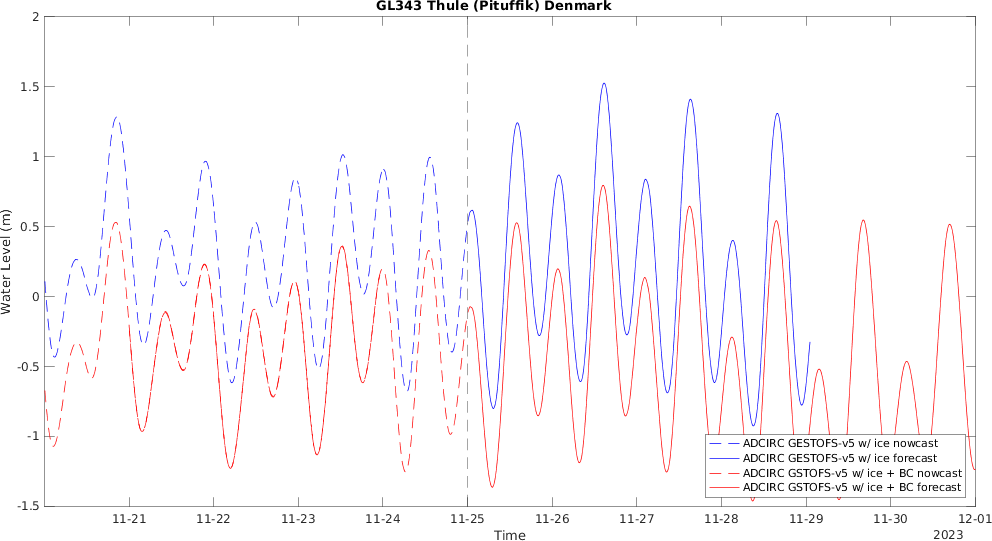 GL343 Thule (Pituffik) Denmark
2
1.5
1
0.5
0
-0.5
-1
-1.5
Water Level (m)
ADCIRC GESTOFS-v5 w/ ice nowcast
ADCIRC GESTOFS-v5 w/ ice forecast
ADCIRC GSTOFS-v5 w/ ice + BC nowcast
ADCIRC GSTOFS-v5 w/ ice + BC forecast
11-21 11-22 11-23 11-24 11-25 11-26 11-27 11-28 11-29 11-30 12-01
Time
2023